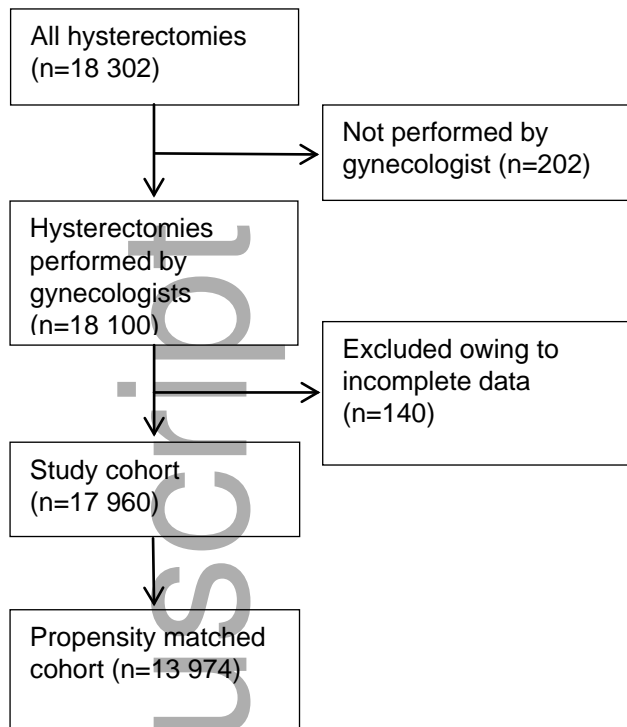 All hysterectomies
(n=18 302)
Not performed by
gynecologist (n=202)
Hysterectomies
performed by
gynecologists
(n=18 100)
Excluded owing to
incomplete data
(n=140)
Study cohort
(n=17 960)
Propensity matched
cohort (n=13 974)
uscript